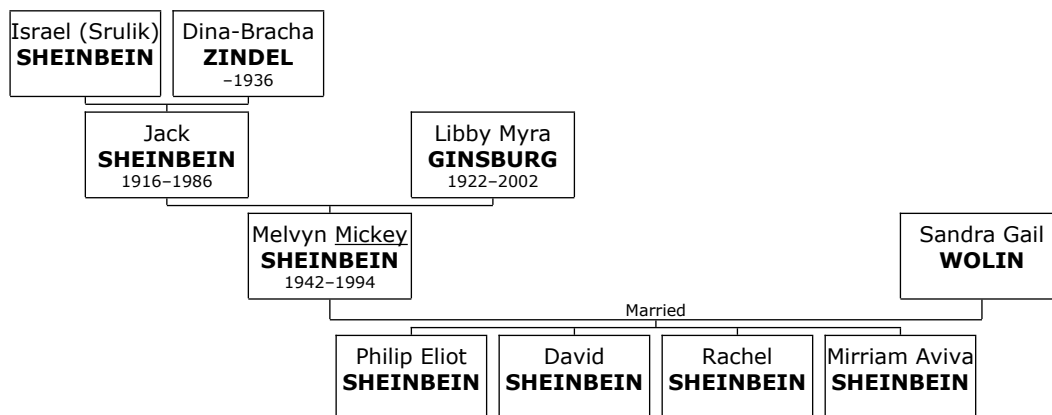 Israel (Srulik)
SHEINBEIN
Dina-Bracha
ZINDEL
–1936
Jack
SHEINBEIN
1916–1986
Libby Myra
GINSBURG
1922–2002
Melvyn Mickey
SHEINBEIN
1942–1994
Sandra Gail
WOLIN
Married
Philip Eliot
SHEINBEIN
David
SHEINBEIN
Rachel
SHEINBEIN
Mirriam Aviva
SHEINBEIN